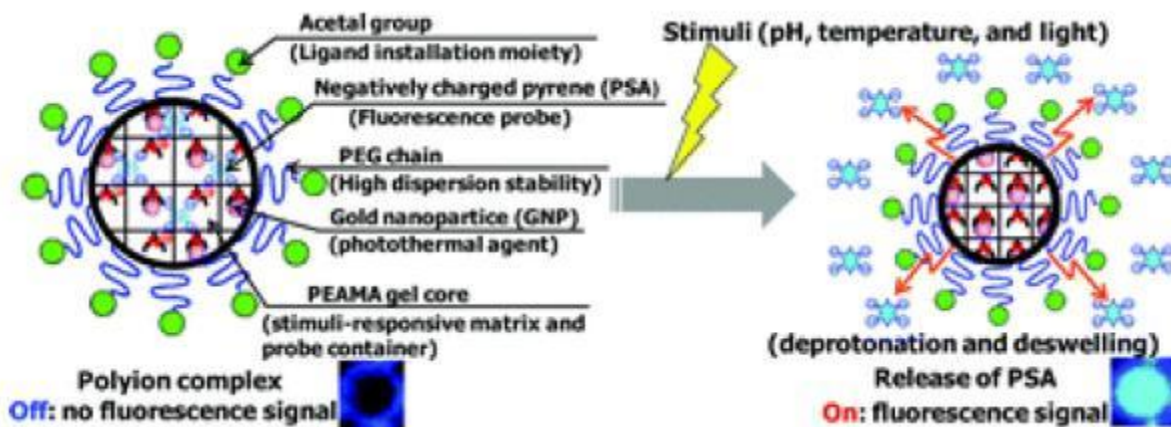 Acetal group
(Ligand installation moiety)
Negatively charged pyrene (PSA)
(Fluorescence probe)
PEG chain
(High dispersion stability)
Gold nanopartice (GNP)
(photothermal agent)
PEAMA gel core
(stimuli-responsive matrix and
probe container)
Polyion complex
Off: no fluorescence signal
Stimuli (pH, temperature, and light)
(deprotonation and deswelling)
Release of PSA
On: fluorescence signal